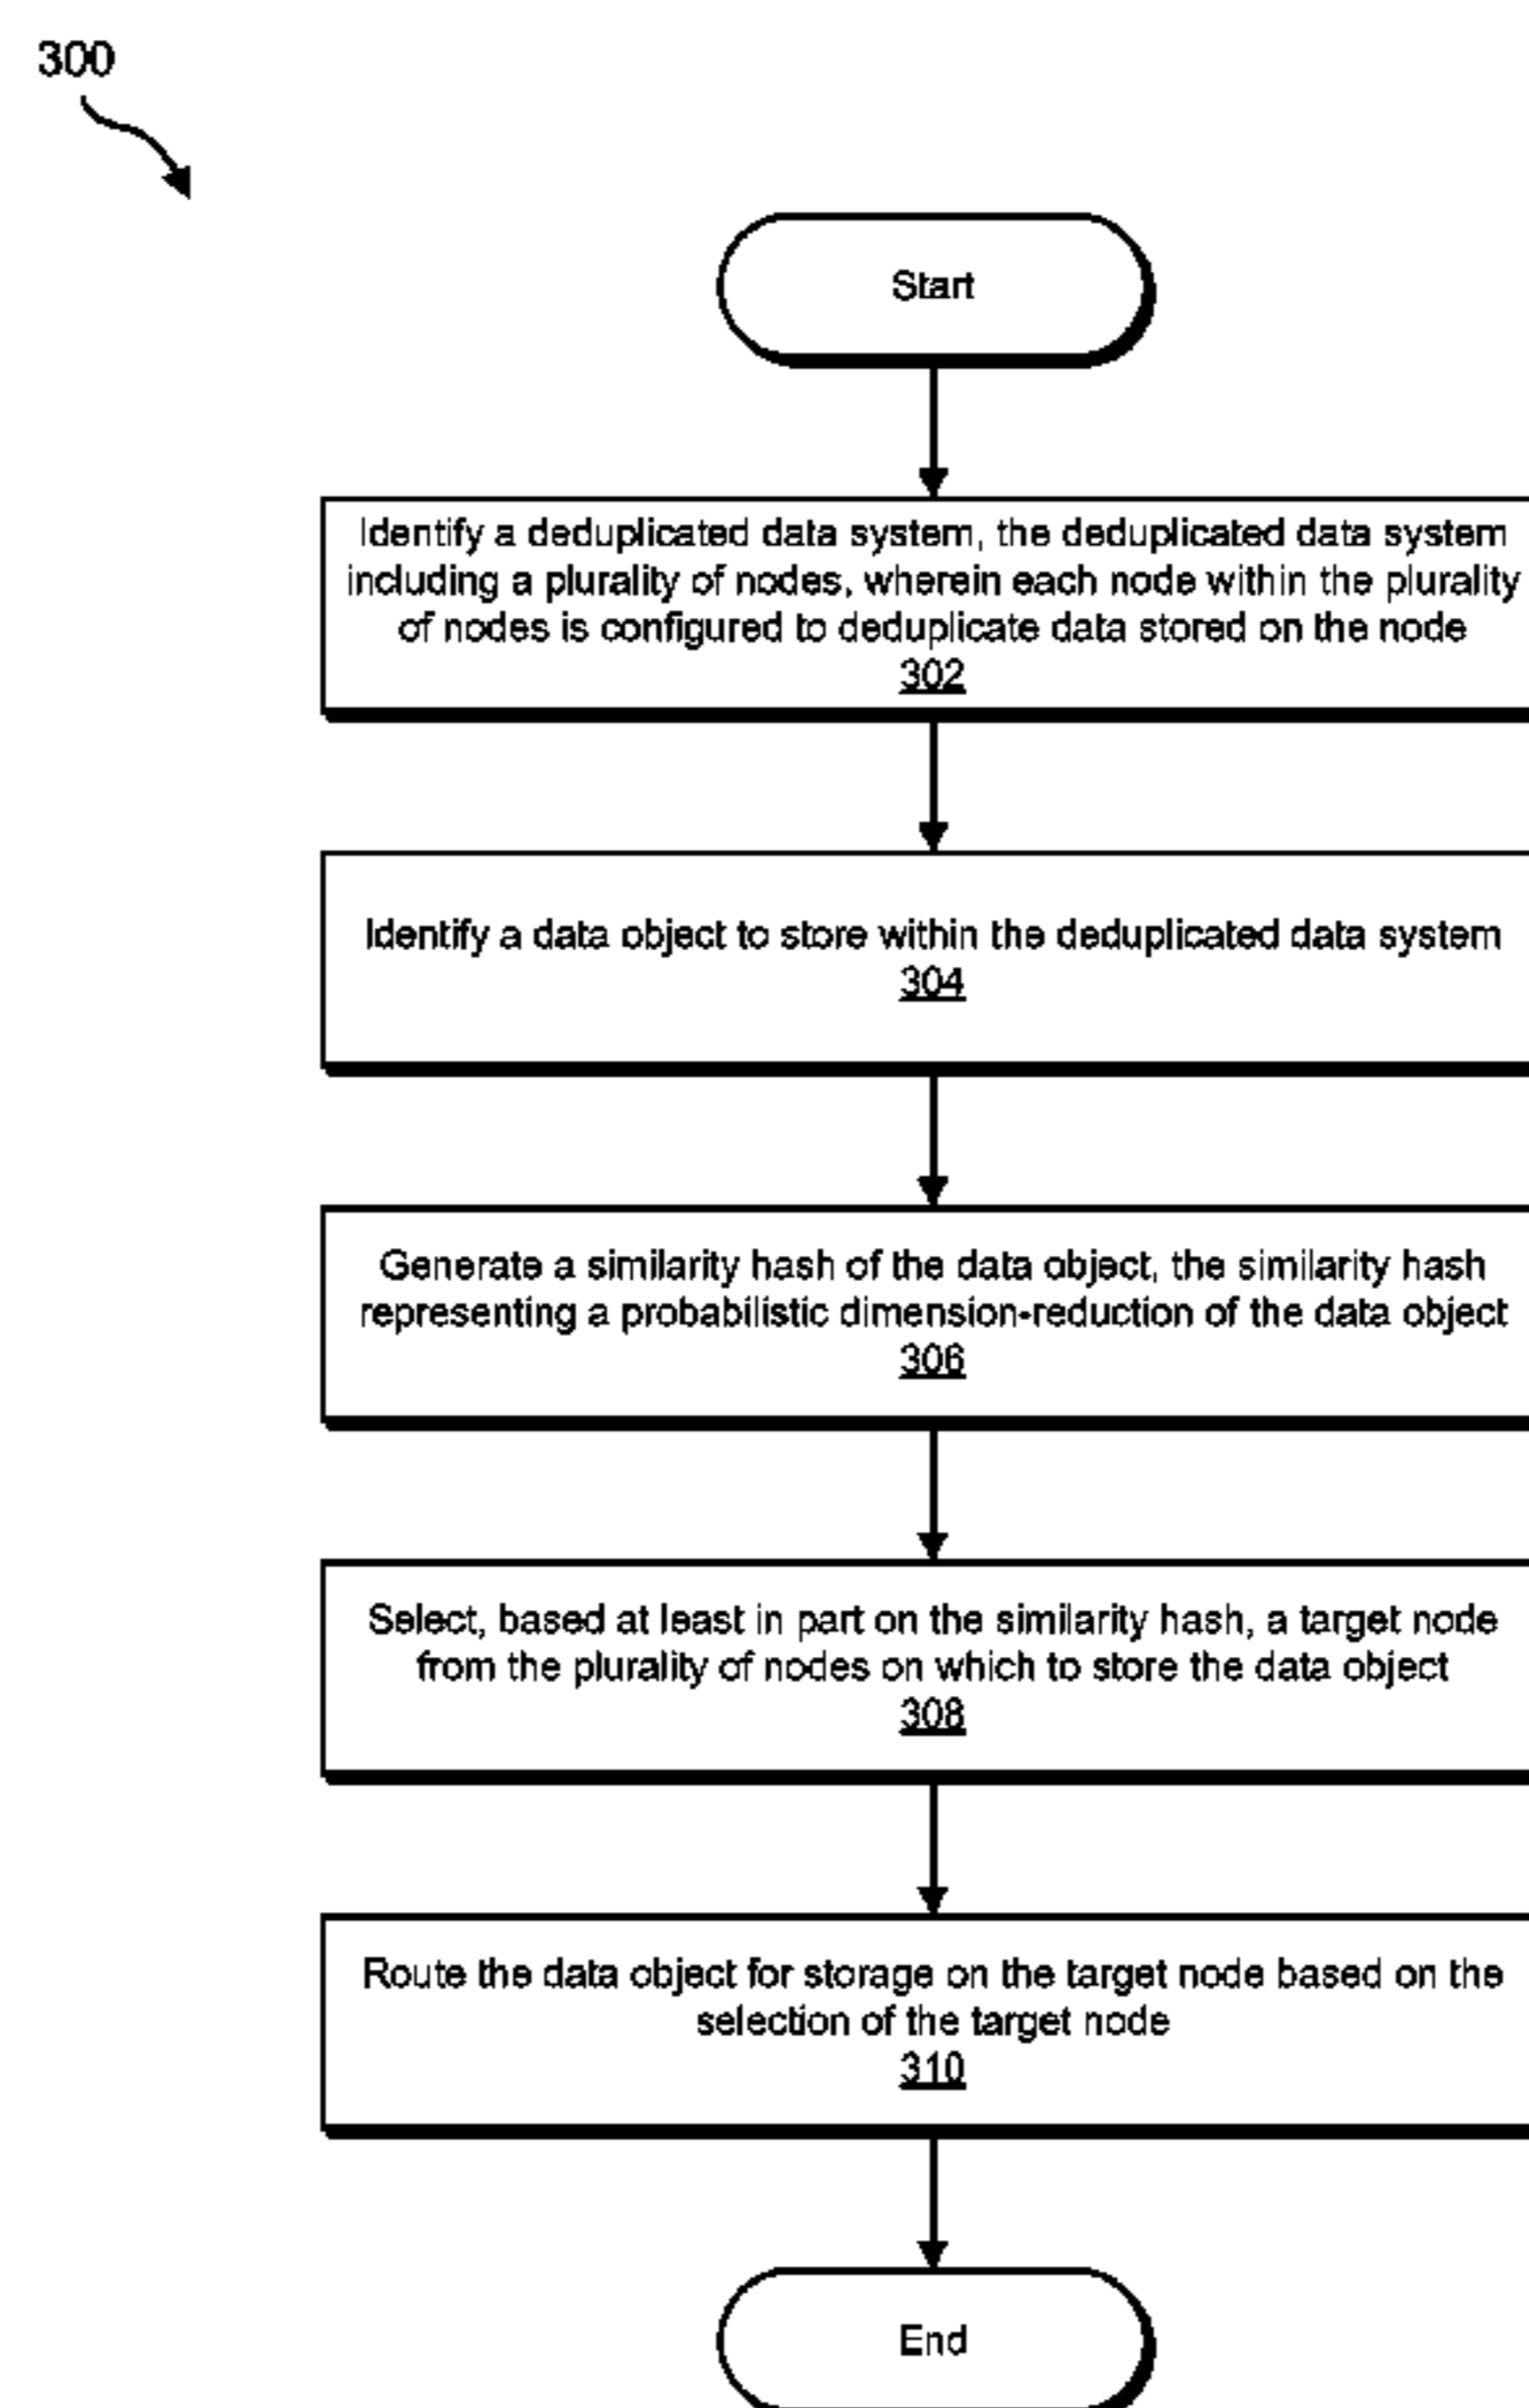 300
Start
Identify a deduplicated data system, the deduplicated data system
including a plurality of nodes, wherein each node within the plurality
of nodes is configured to deduplicate data stored on the node
302
Identify a data object to store within the deduplicated data system
304
Generate a similarity hash of the data object, the similarity hash
representing a probabilistic dimension-reduction of the data object
306
Select, based at least in part on the similarity hash, a target node
from the plurality of nodes on which to store the data object
308
Route the data object for storage on the target node based on the
selection of the target node
310
End